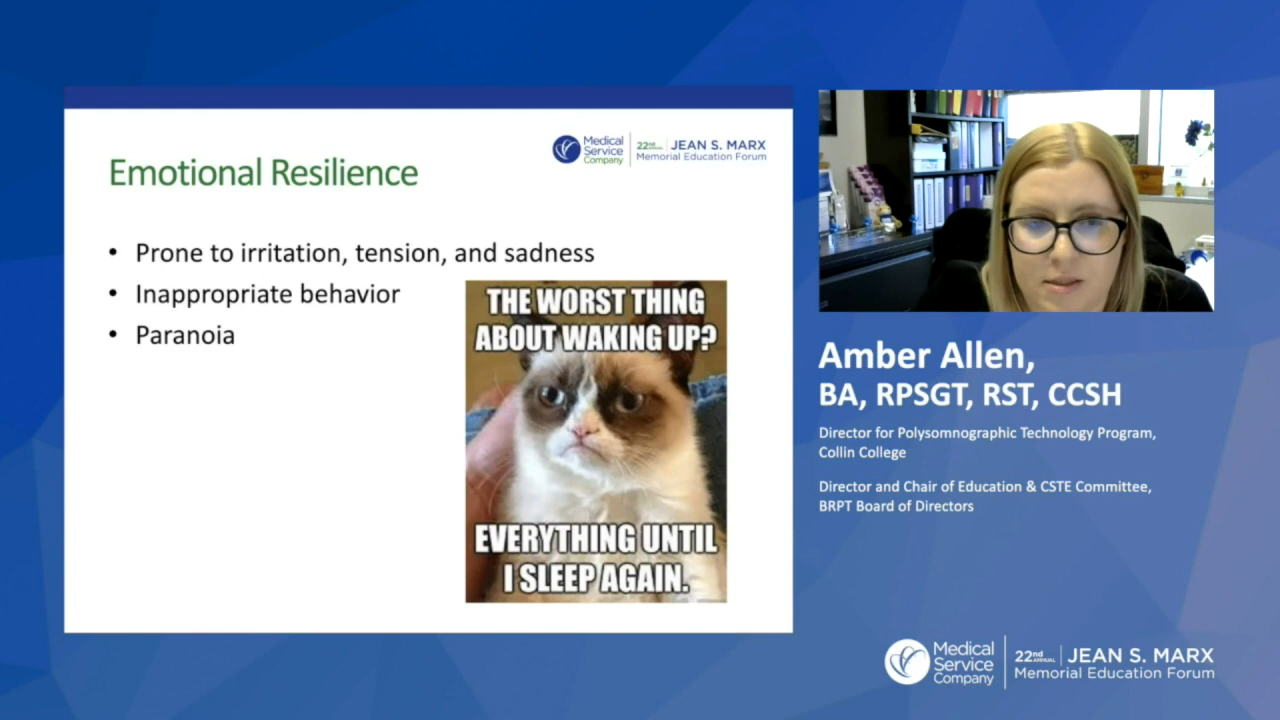 Medical
Service
Company
22nd ANNUAL
JEAN S. MARX
Memorial Education Forum
Emotional Resilience
• Prone to irritation, tension, and sadness
• Inappropriate behavior
• Paranoia
THE WORST THING
ABOUT WAKING UP?
EVERYTHING UNTIL
I SLEEP AGAIN.
Amber Allen,
BA, RPSGT, RST, CCSH
Director for Polysomnographic Technology Program,
Collin College
Director and Chair of Education & CSTE Committee,
BRPT Board of Directors
Medical
Service
Company
22nd ANNUAL
JEAN S. MARX
Memorial Education Forum